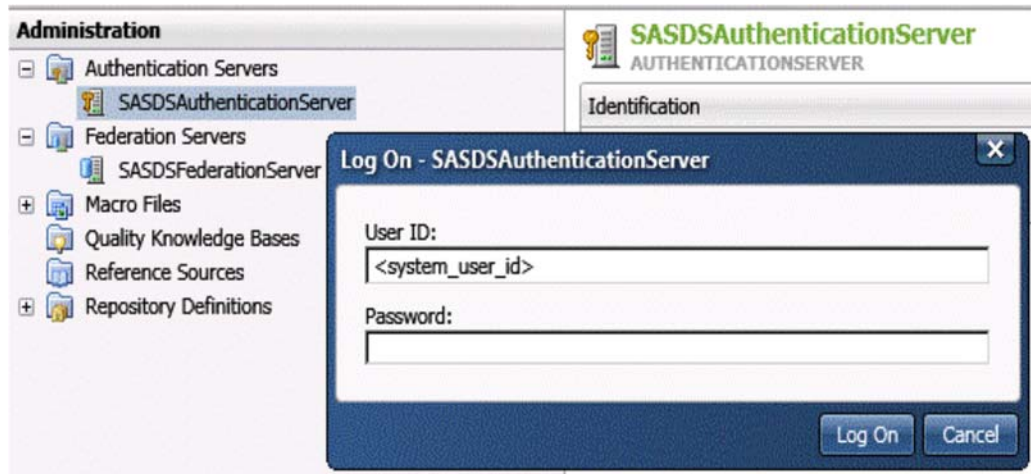 Administration
Authentication Servers
SASDSAuthenticationServer
Federation Servers
SASDSFederationServer
Macro Files
Quality Knowledge Bases
Reference Sources
Repository Definitions
SASDSAuthenticationServer
AUTHENTICATIONSERVER
Identification
Log On - SASDSAuthenticationServer
User ID:
<system_user_id>
Password:
Log On
Cancel